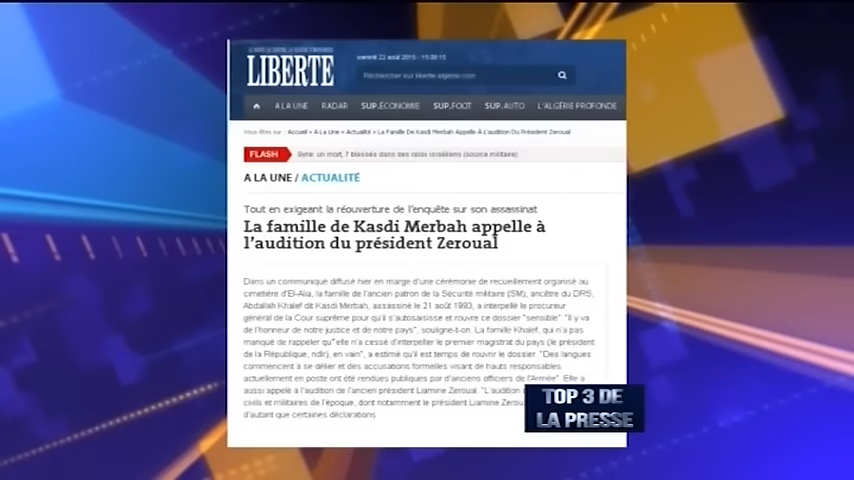 LIBERTE
samedi 22 août 2015 - 15:00:15
Rechercher sur liberte-algerie.com
A LA UNE RADAR SUP.ÉCONOMIE SUP.FOOT SUP.AUTO L'ALGÉRIE PROFONDE
Vous êtes sur : Accueil » A La Une » Actualité » La Famille De Kasdi Merbah Appelle À L'audition Du Président Zeroual
FLASH Syrie: un mort, 7 blessés dans des raids israéliens (source militaire)
A LA UNE / ACTUALITÉ
Tout en exigeant la réouverture de l'enquête sur son assassinat
La famille de Kasdi Merbah appelle à
l'audition du président Zeroual
Dans un communiqué diffusé hier en marge d'une cérémonie de recueillement organisé au
cimetière d'El-Alia, la famille de l'ancien patron de la Sécurité militaire (SM), ancêtre du DRS,
Abdallah Khalef dit Kasdi Merbah, assassiné le 21 août 1993, a interpellé le procureur
général de la Cour suprême pour qu'il s'autosaisisse et rouvre ce dossier "sensible" "Il y va
de l'honneur de notre justice et de notre pays", souligne-t-on. La famille Khalef, qui n'a pas
manqué de rappeler qu'"elle n'a cessé d'interpeller le premier magistrat du pays (le président
de la République, ndlr), en vain", a estimé qu'il est temps de rouvrir le dossier "Des langues
commencent à se délier et des accusations formelles visant de hauts responsables
actuellement en poste ont été rendues publiques par d'anciens officiers de l'Armée" Elle a
aussi appelé à l'audition de l'ancien président Liamine Zeroual. "L'audition
civils et militaires de l'époque, dont notamment le président Liamine Zerou
d'autant que certaines déclarations
TOP 3 DE
LA PRESSE